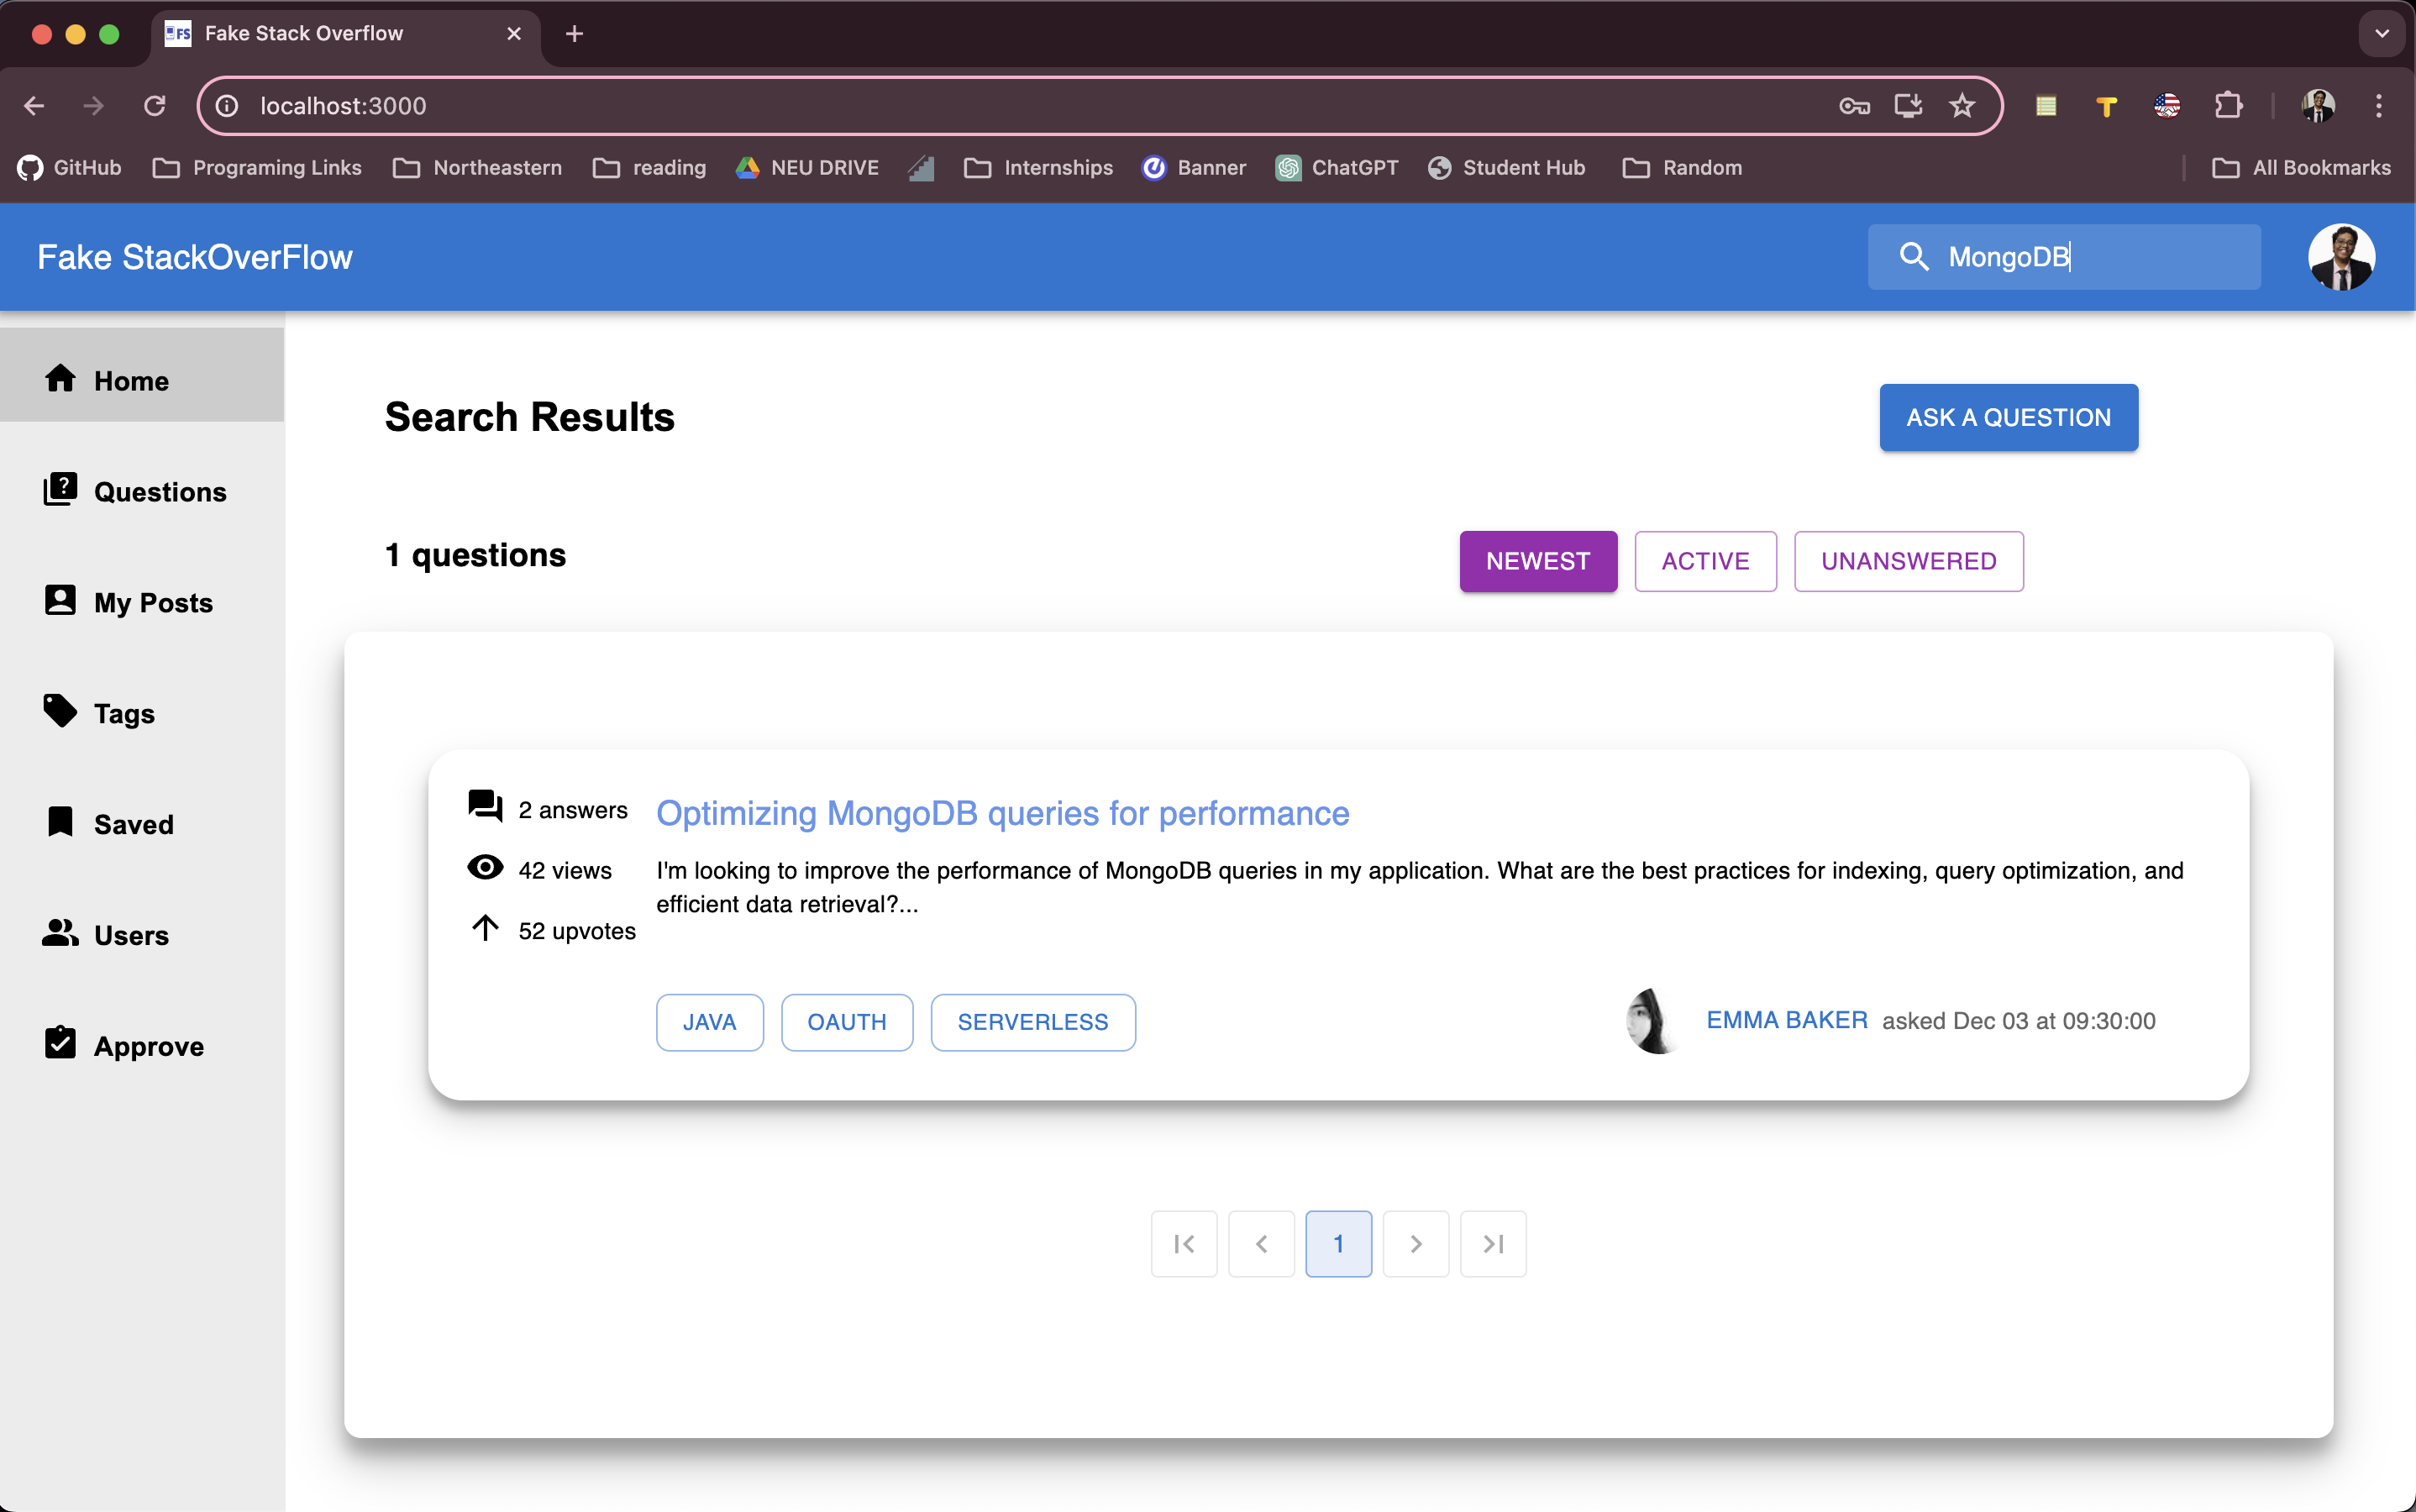 FS Fake Stack Overflow
localhost:3000
GitHub Programing Links Northeastern reading NEU DRIVE Internships Banner ChatGPT Student Hub Random All Bookmarks
Fake StackOverFlow MongoDB
Home
Questions
My Posts
Tags
Saved
Users
Approve
Search Results ASK A QUESTION
1 questions NEWEST ACTIVE UNANSWERED
2 answers Optimizing MongoDB queries for performance
42 views I'm looking to improve the performance of MongoDB queries in my application. What are the best practices for indexing, query optimization, and
efficient data retrieval?...
52 upvotes
JAVA OAUTH SERVERLESS EMMA BAKER asked Dec 03 at 09:30:00
1